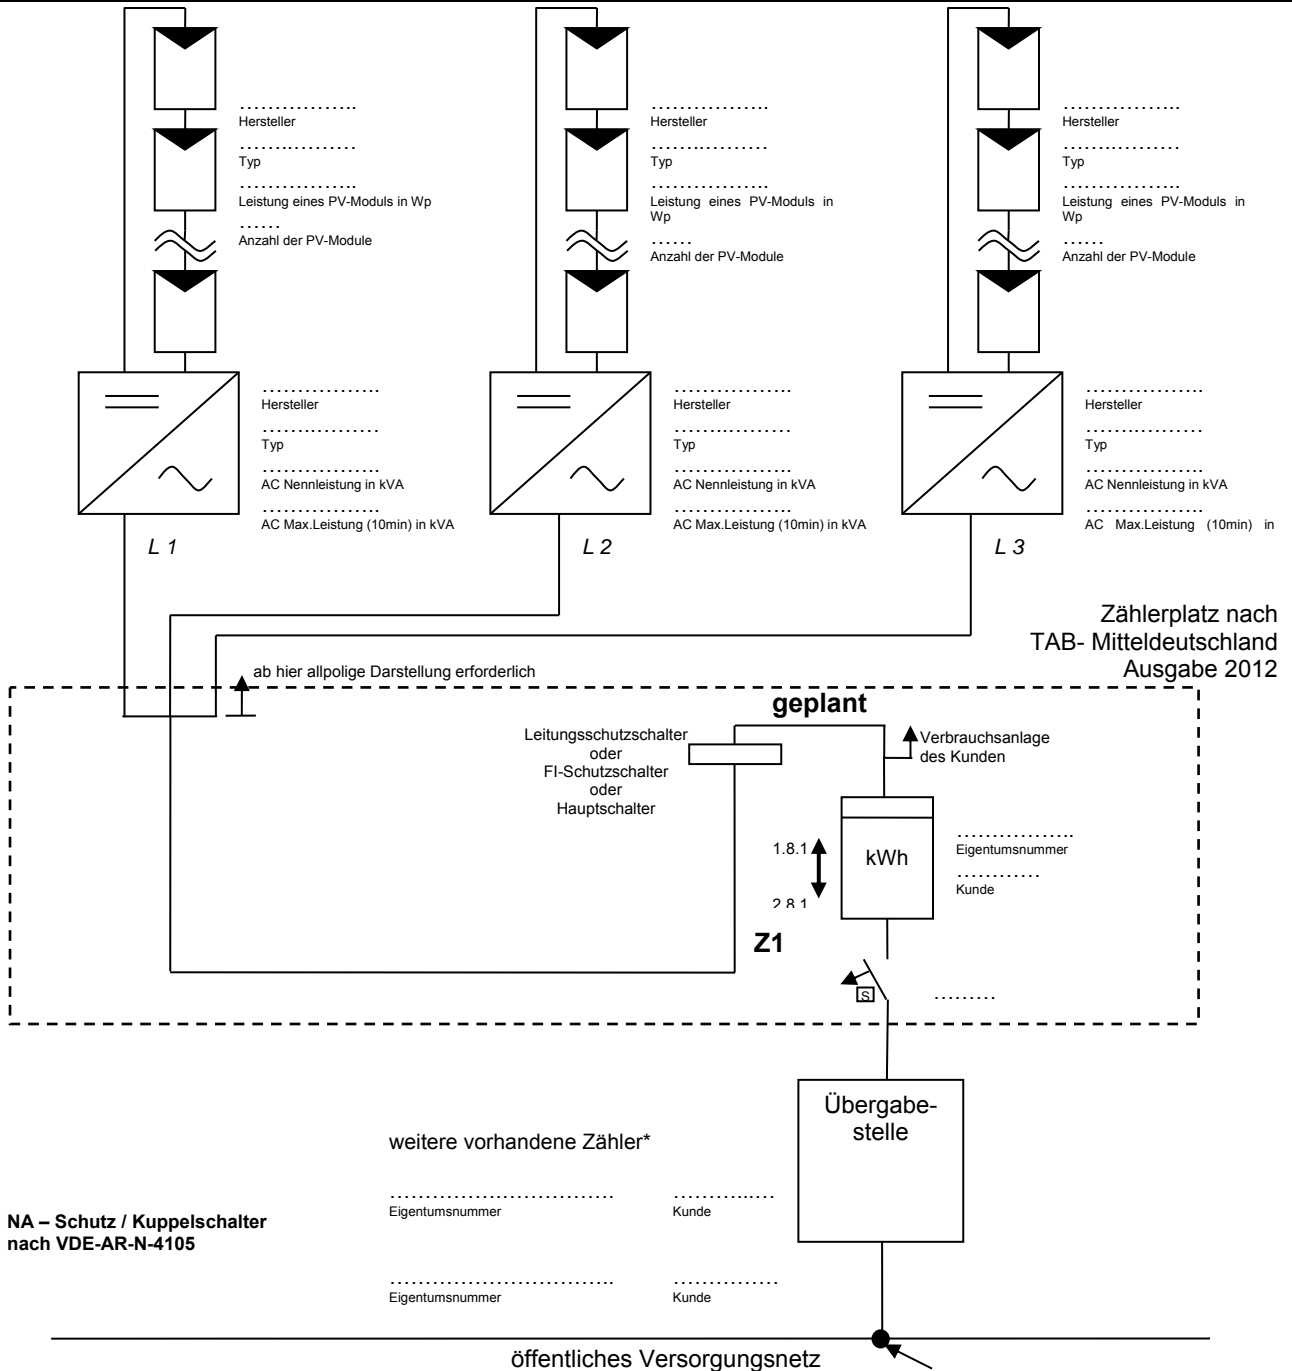 ……………..
Hersteller
……………..
Typ
……………..
Leistung eines PV-Moduls in Wp
……
Anzahl der PV-Module
……………..
Hersteller
……………..
Typ
……………..
Leistung eines PV-Moduls in
Wp
……
Anzahl der PV-Module
……………..
Hersteller
……………..
Typ
……………..
Leistung eines PV-Moduls in
Wp
……
Anzahl der PV-Module
……………..
Hersteller
……………..
Typ
……………..
AC Nennleistung in kVA
……………..
AC Max.Leistung (10min) in kVA
L 1
……………..
Hersteller
……………..
Typ
……………..
AC Nennleistung in kVA
……………..
AC Max.Leistung (10min) in kVA
L 2
……………..
Hersteller
……………..
Typ
……………..
AC Nennleistung in kVA
……………..
AC Max.Leistung (10min) in
L 3
Zählerplatz nach
TAB- Mitteldeutschland
Ausgabe 2012
ab hier allpolige Darstellung erforderlich
geplant
Leitungsschutzschalter
oder
FI-Schutzschalter
oder
Hauptschalter
Verbrauchsanlage
des Kunden
1.8.1
2.8.1
kWh
……………..
Eigentumsnummer
…………
Kunde
Z1
S
………
Übergabe-
stelle
weitere vorhandene Zähler*
…………………………
Eigentumsnummer
……………
Kunde
NA – Schutz / Kuppelschalter
nach VDE-AR-N-4105
…………………………
Eigentumsnummer
……………
Kunde
öffentliches Versorgungsnetz